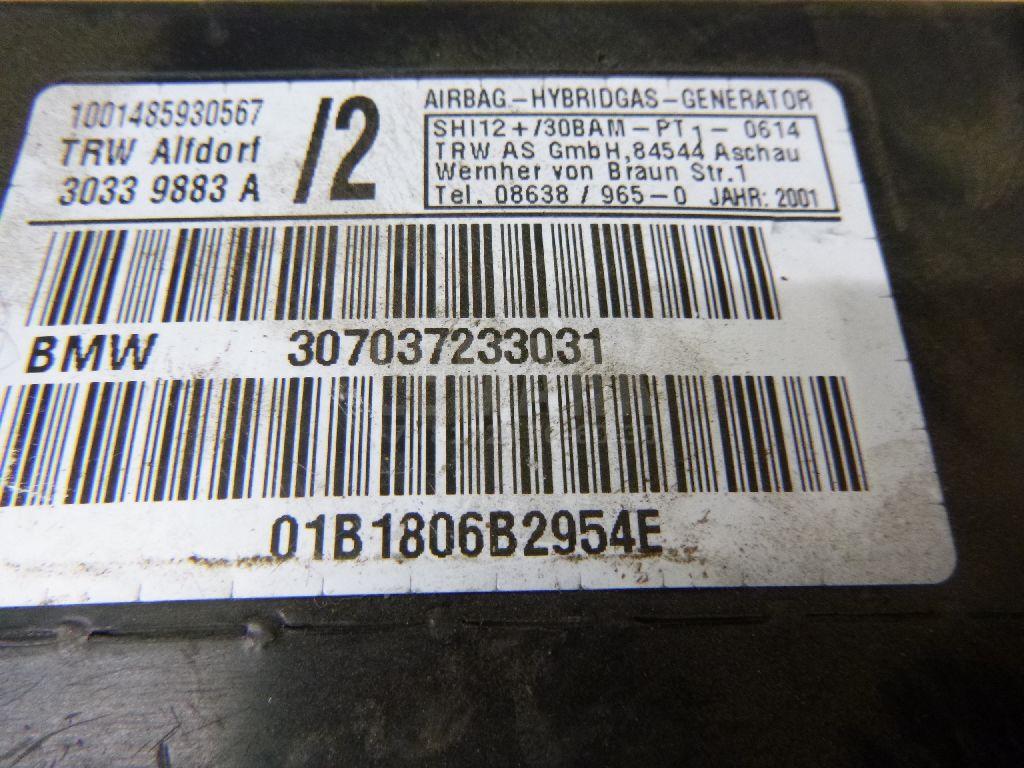 1001485930567
TRW Alfdorf
3033 9883 A
/2
AIRBAG-HYBRIDGAS-GENERATOR
SHI12+/30BAM-PT1-0614
TRW AS GmbH,84544 Aschau
Wernher von Braun Str.1
Tel. 08638 / 965-0 JAHR: 2001
BMW 307037233031
01B1806B2954E